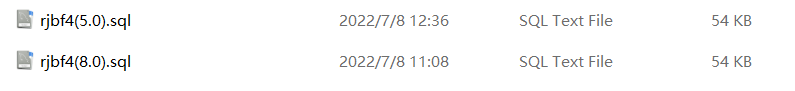 rjbf4(5.0).sql 2022/7/8 12:36 SQL Text File 54 KB
rjbf4(8.0).sql 2022/7/8 11:08 SQL Text File 54 KB